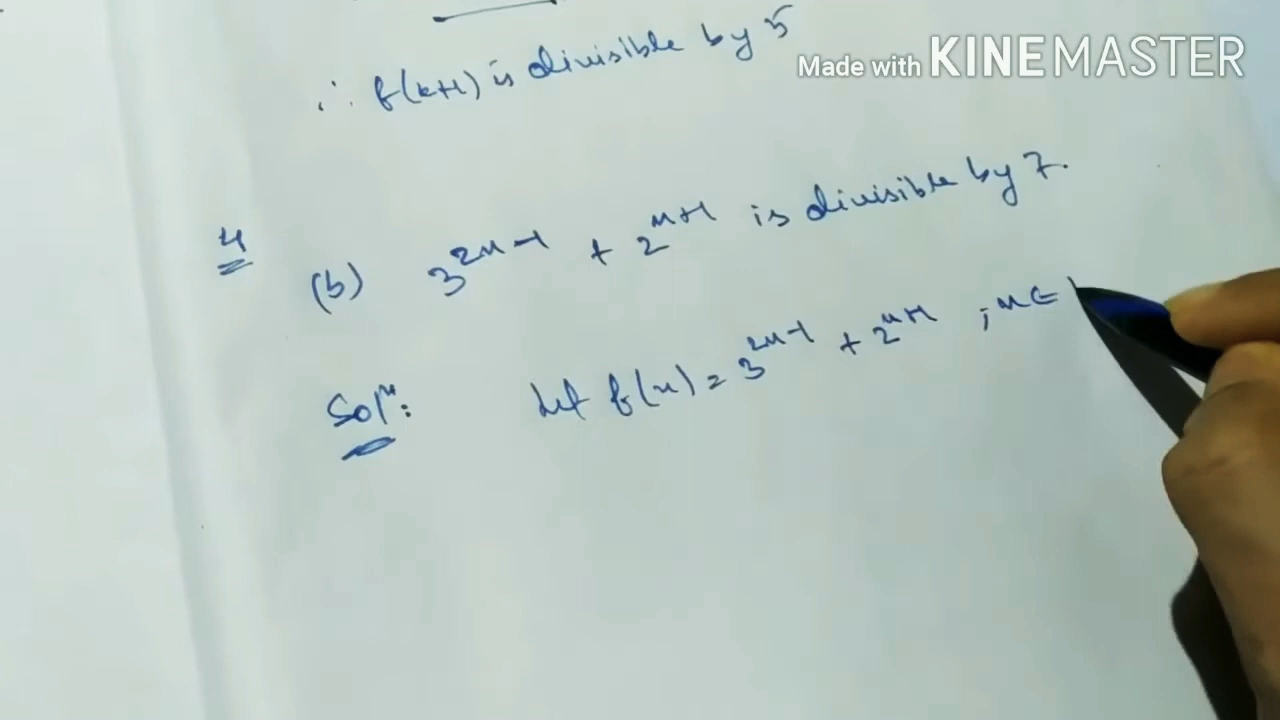 ∴ f(k+1) is divisible by 5
Made with KINEMASTER
4
(b) 3^{2n-1} + 2^{n+1} is divisible by 7.
Solⁿ: Let f(n) = 3^{2n-1} + 2^{n+1} ; n ∈